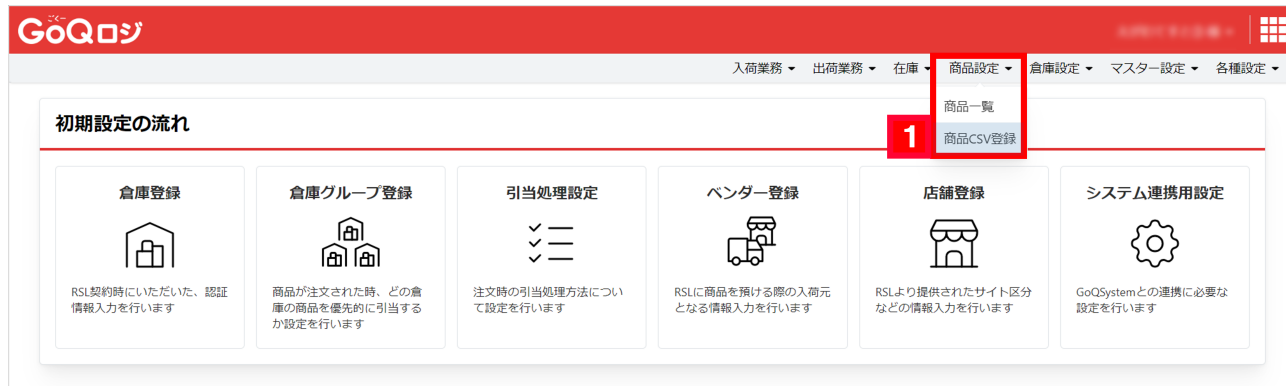 ごくー
GoQロジ
入荷業務 出荷業務 在庫 商品設定 倉庫設定 マスター設定 各種設定
商品一覧
1 商品CSV登録
初期設定の流れ
倉庫登録
RSL契約時にいただいた、認証
情報入力を行います
倉庫グループ登録
商品が注文された時、どの倉
庫の商品を優先的に引当する
か設定を行います
引当処理設定
注文時の引当処理方法につい
て設定を行います
ベンダー登録
RSLに商品を預ける際の入荷元
となる情報入力を行います
店舗登録
RSLより提供されたサイト区分
などの情報入力を行います
システム連携用設定
GoQSystemとの連携に必要な
設定を行います